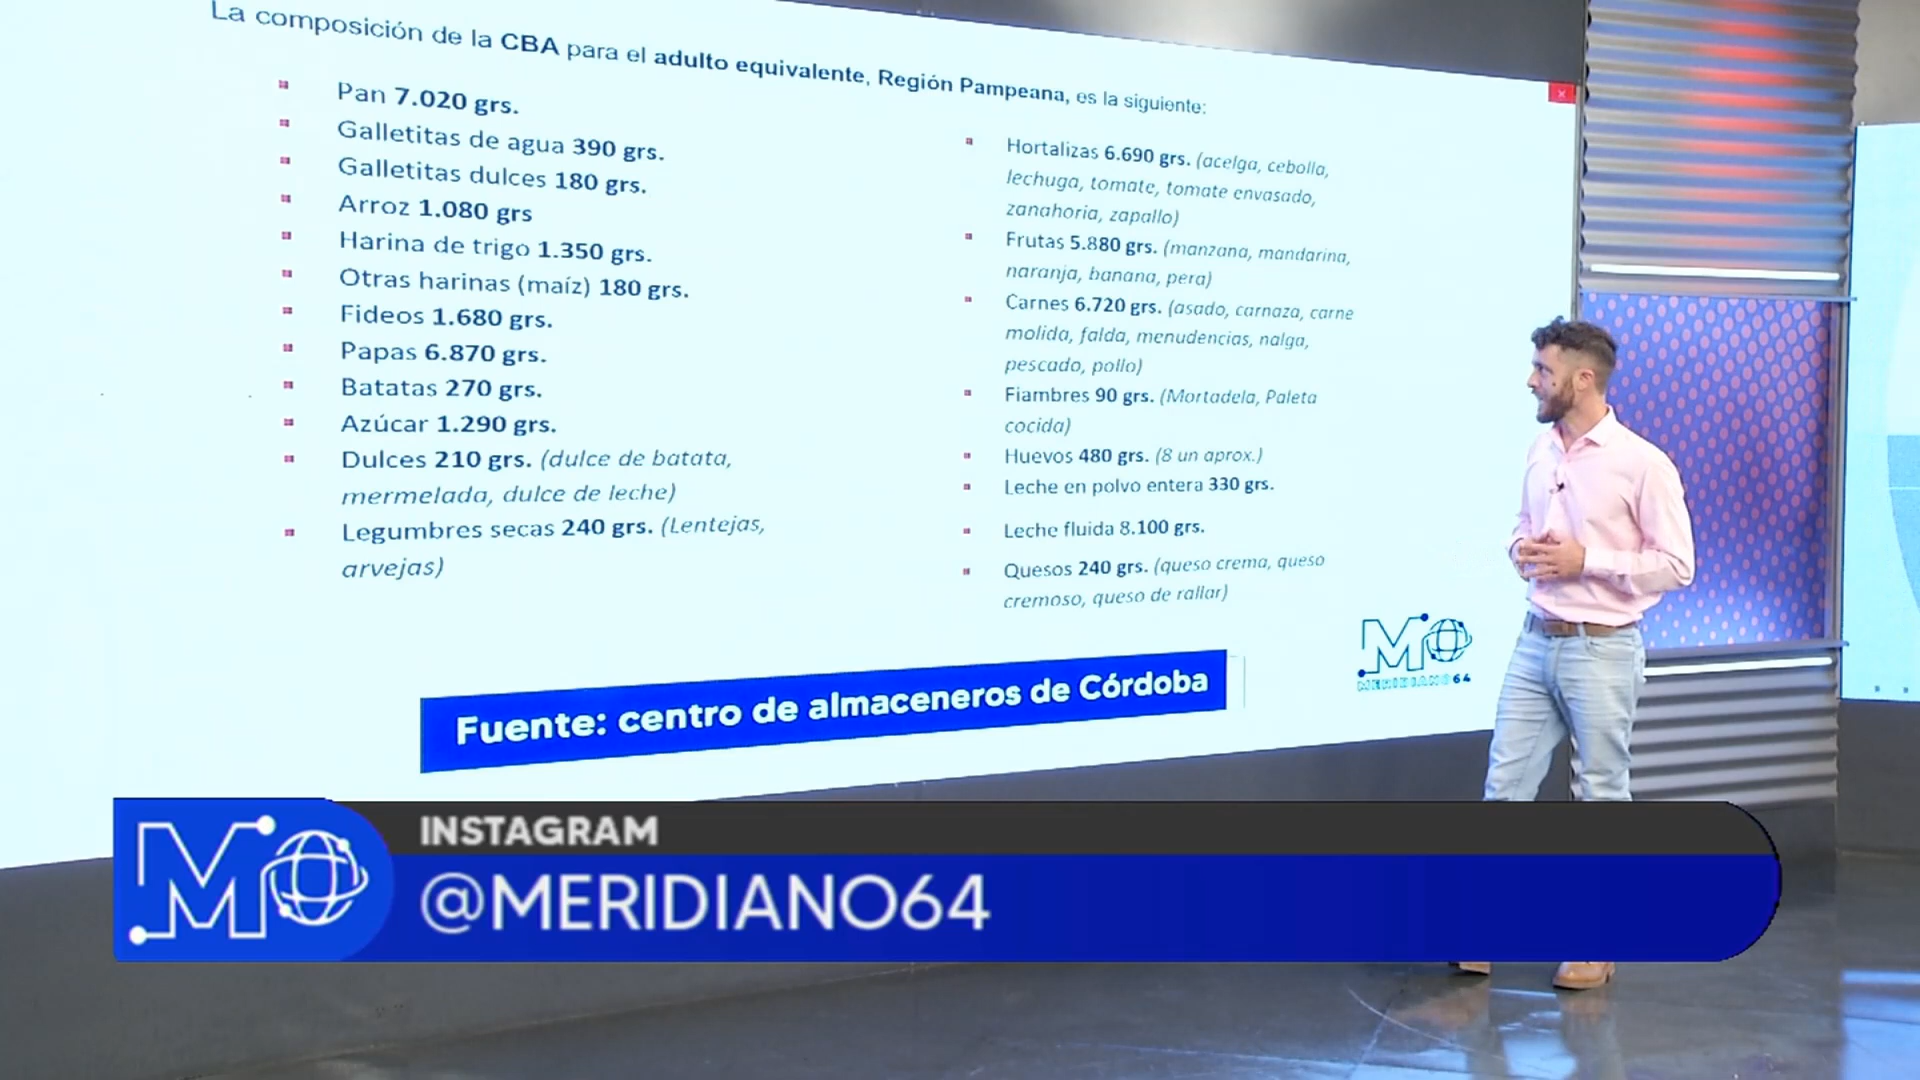 La composición de la CBA para el adulto equivalente, Región Pampeana, es la siguiente:
Pan 7.020 grs.
Galletitas de agua 390 grs.
Galletitas dulces 180 grs.
Arroz 1.080 grs
Harina de trigo 1.350 grs.
Otras harinas (maíz) 180 grs.
Fideos 1.680 grs.
Papas 6.870 grs.
Batatas 270 grs.
Azúcar 1.290 grs.
Dulces 210 grs. (dulce de batata,
mermelada, dulce de leche)
Legumbres secas 240 grs. (Lentejas,
arvejas)
Hortalizas 6.690 grs. (acelga, cebolla,
lechuga, tomate, tomate envasado,
zanahoria, zapallo)
Frutas 5.880 grs. (manzana, mandarina,
naranja, banana, pera)
Carnes 6.720 grs. (asado, carnaza, carne
molida, falda, menudencias, nalga,
pescado, pollo)
Fiambres 90 grs. (Mortadela, Paleta
cocida)
Huevos 480 grs. (8 un aprox.)
Leche en polvo entera 330 grs.
Leche fluida 8.100 grs.
Quesos 240 grs. (queso crema, queso
cremoso, queso de rallar)
M
MERIDIANO64
Fuente: centro de almaceneros de Córdoba
M
INSTAGRAM
@MERIDIANO64